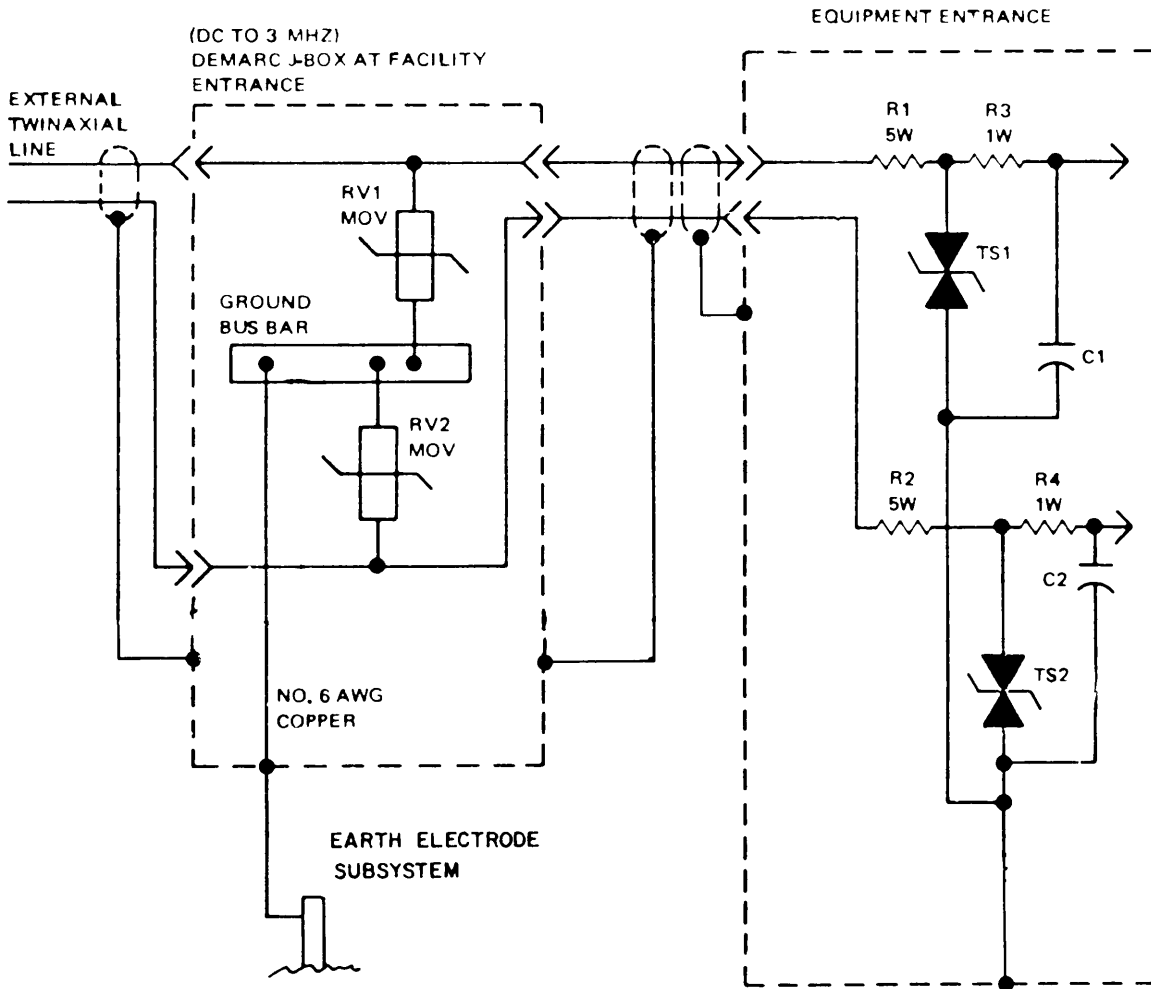 EQUIPMENT ENTRANCE
(DC TO 3 MHZ)
DEMARC J-BOX AT FACILITY
ENTRANCE
EXTERNAL
TWINAXIAL
LINE
R1
5W
R3
1W
RV1
MOV
TS1
GROUND
BUS BAR
C1
RV2
MOV
R2
5W
R4
1W
C2
TS2
NO. 6 AWG
COPPER
EARTH ELECTRODE
SUBSYSTEM